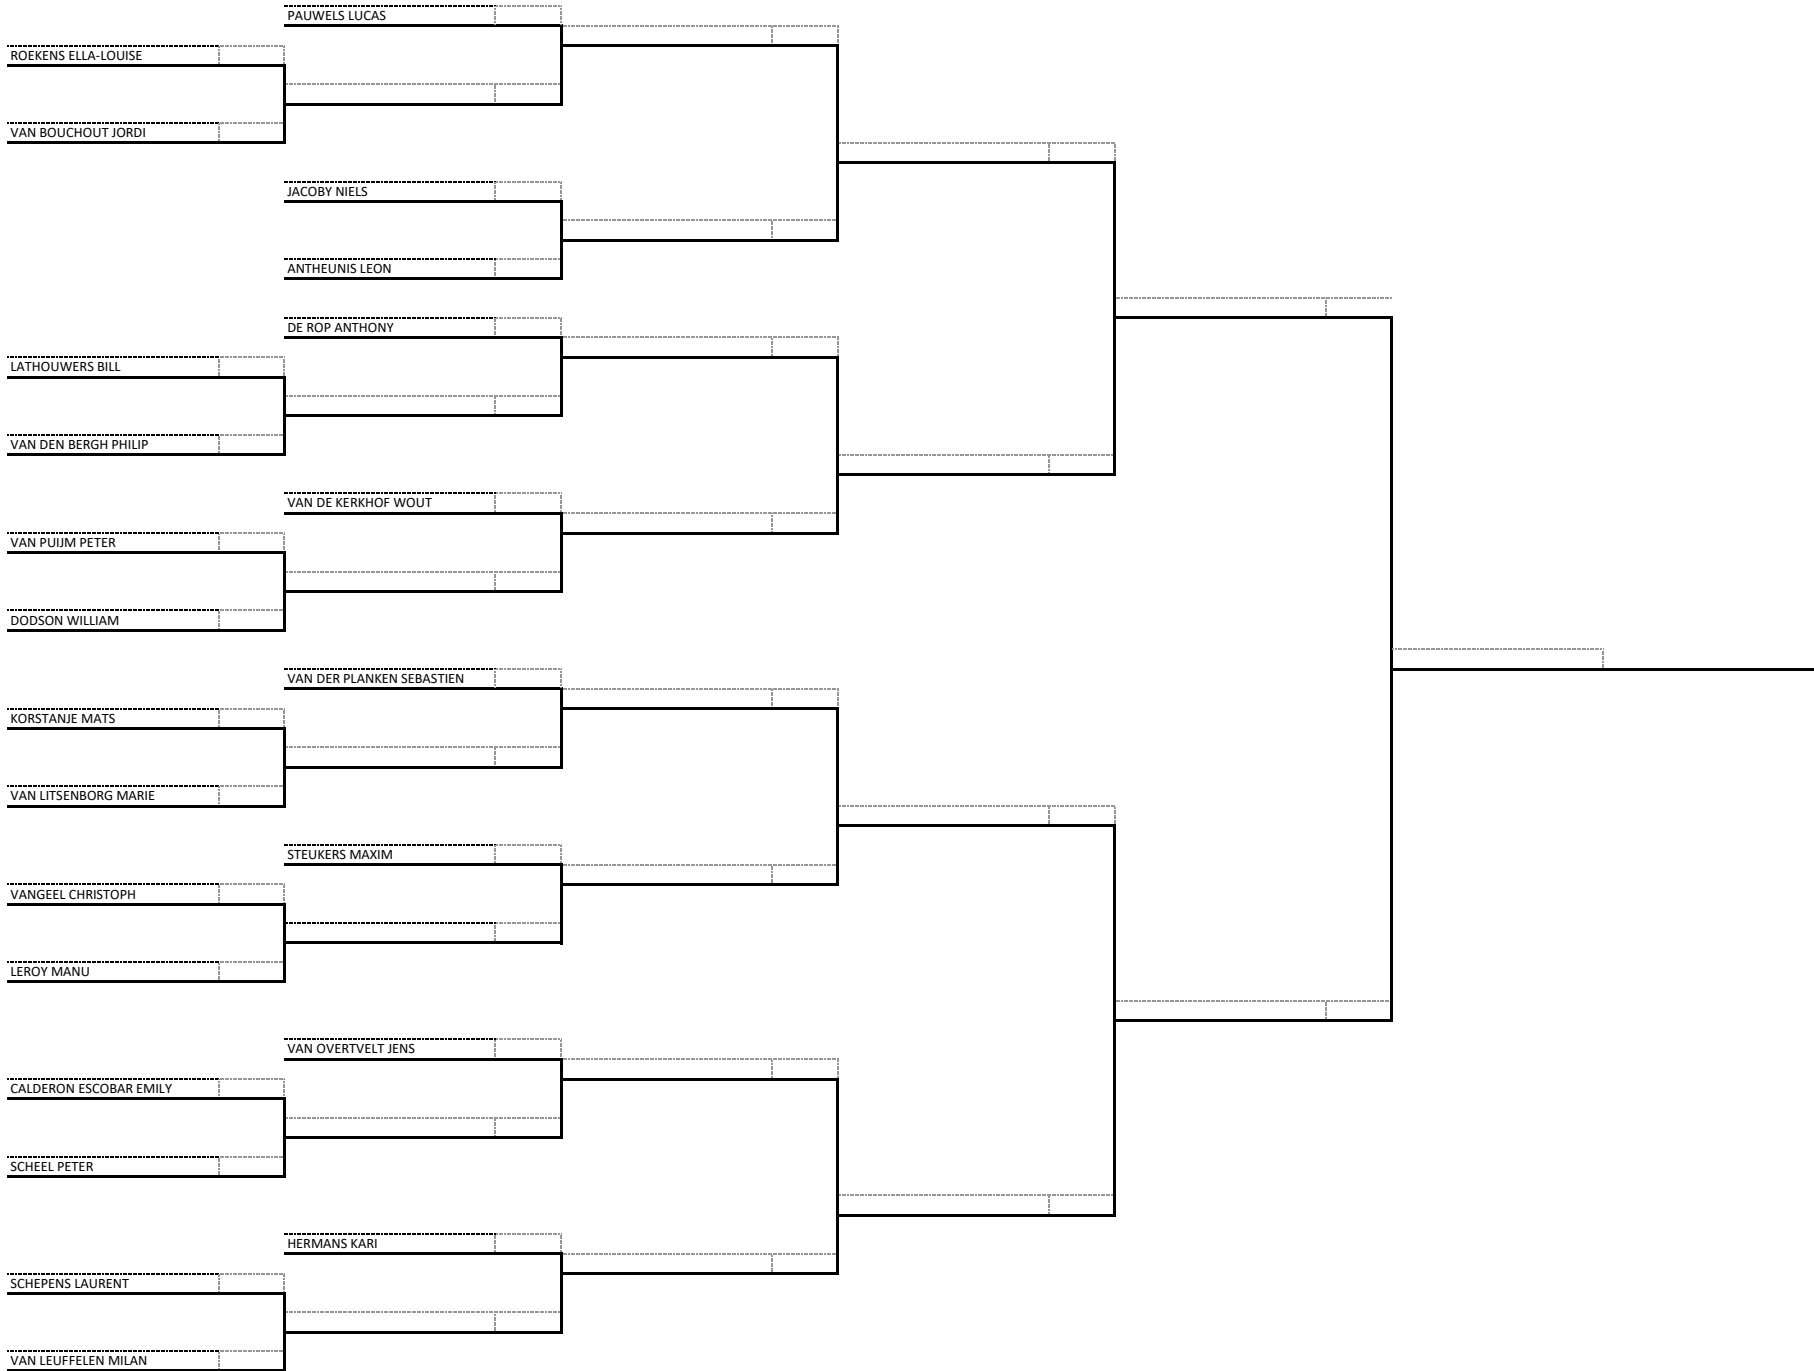 PAUWELS LUCAS
ROEKENS ELLA-LOUISE
VAN BOUCHOUT JORDI
JACOBY NIELS
ANTHEUNIS LEON
DE ROP ANTHONY
LATHOUWERS BILL
VAN DEN BERGH PHILIP
VAN DE KERKHOF WOUT
VAN PUIJM PETER
DODSON WILLIAM
VAN DER PLANKEN SEBASTIEN
KORSTANJE MATS
VAN LITSENBORG MARIE
STEUKERS MAXIM
VANGEEL CHRISTOPH
LEROY MANU
VAN OVERTVELT JENS
CALDERON ESCOBAR EMILY
SCHEEL PETER
HERMANS KARI
SCHEPENS LAURENT
VAN LEUFFELEN MILAN